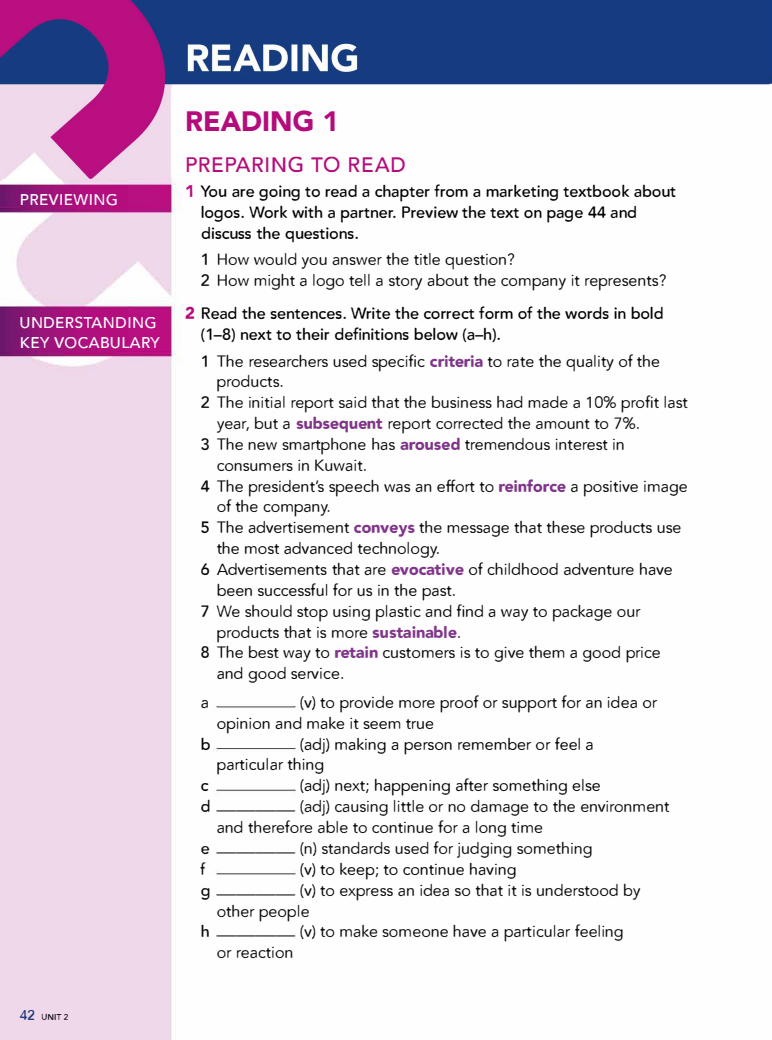 READING
READING 1
PREPARING TO READ
PREVIEWING
1 You are going to read a chapter from a marketing textbook about
logos. Work with a partner. Preview the text on page 44 and
discuss the questions.
1 How would you answer the title question?
2 How might a logo tell a story about the company it represents?
UNDERSTANDING
KEY VOCABULARY
2 Read the sentences. Write the correct form of the words in bold
(1–8) next to their definitions below (a–h).
1 The researchers used specific criteria to rate the quality of the
products.
2 The initial report said that the business had made a 10% profit last
year, but a subsequent report corrected the amount to 7%.
3 The new smartphone has aroused tremendous interest in
consumers in Kuwait.
4 The president's speech was an effort to reinforce a positive image
of the company.
5 The advertisement conveys the message that these products use
the most advanced technology.
6 Advertisements that are evocative of childhood adventure have
been successful for us in the past.
7 We should stop using plastic and find a way to package our
products that is more sustainable.
8 The best way to retain customers is to give them a good price
and good service.
a __________ (v) to provide more proof or support for an idea or
opinion and make it seem true
b __________ (adj) making a person remember or feel a
particular thing
c __________ (adj) next; happening after something else
d __________ (adj) causing little or no damage to the environment
and therefore able to continue for a long time
e __________ (n) standards used for judging something
f __________ (v) to keep; to continue having
g __________ (v) to express an idea so that it is understood by
other people
h __________ (v) to make someone have a particular feeling
or reaction
42 UNIT 2